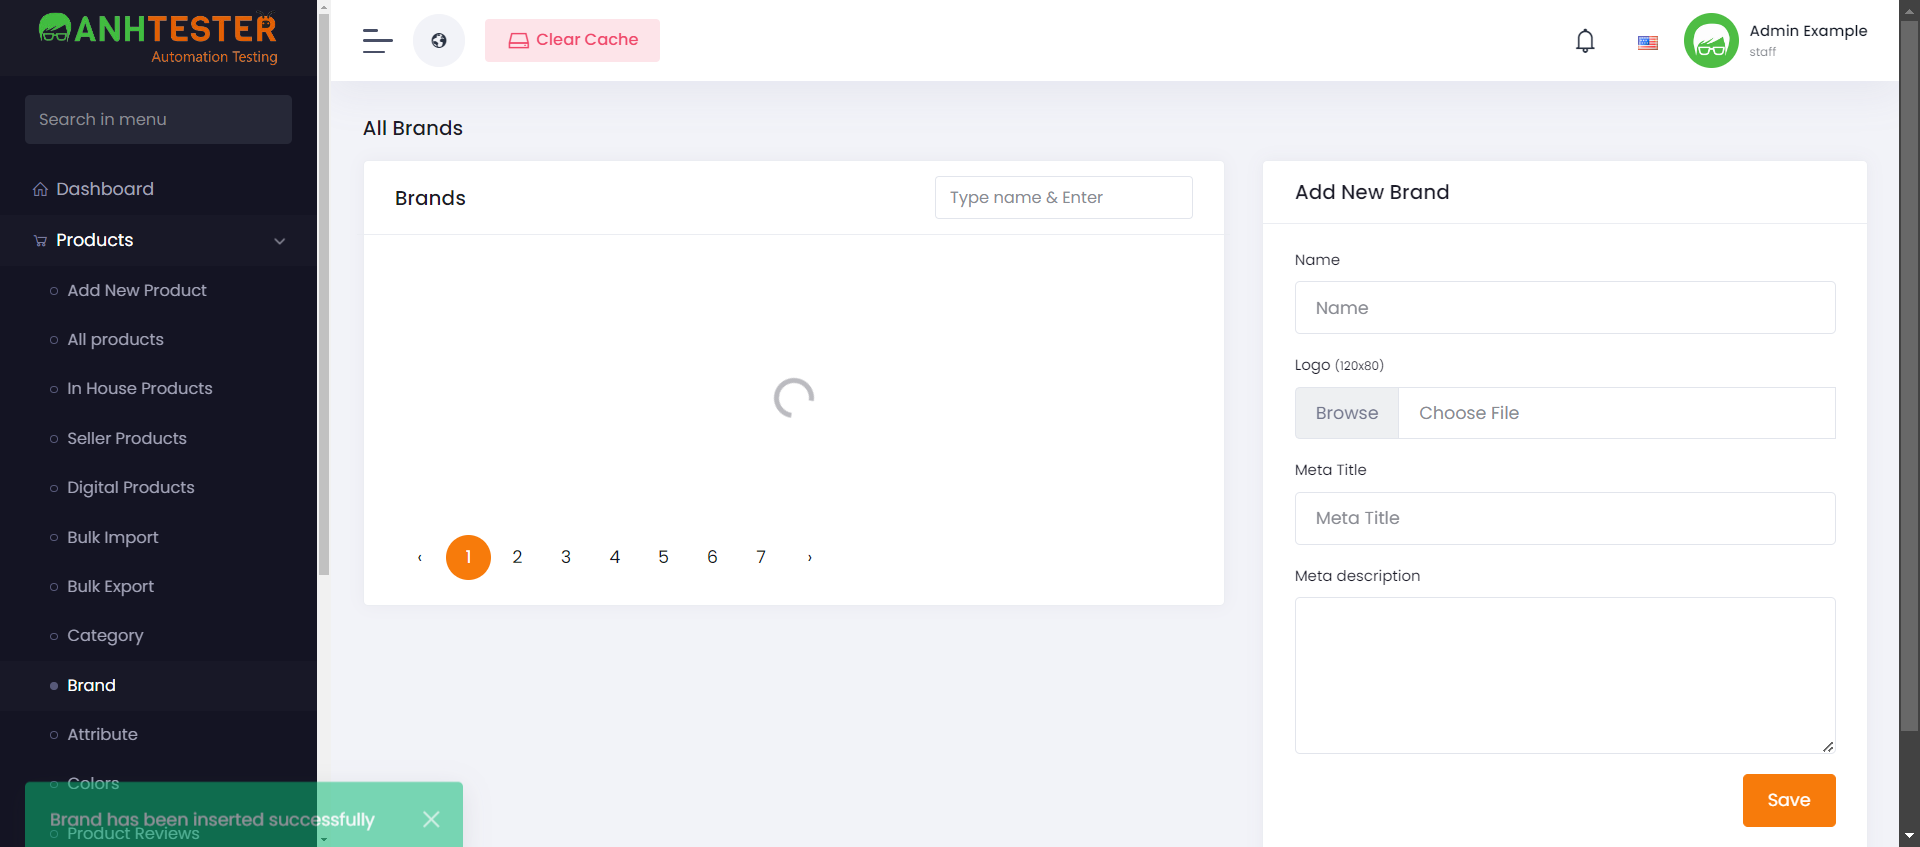 ANHTESTER
Automation Testing
Search in menu
Dashboard
Products
Add New Product
All products
In House Products
Seller Products
Digital Products
Bulk Import
Bulk Export
Category
Brand
Attribute
Colors
Product Reviews
Brand has been inserted successfully
Clear Cache
Admin Example
staff
All Brands
Brands
Type name & Enter
‹ 1 2 3 4 5 6 7 ›
Add New Brand
Name
Name
Logo (120x80)
Browse Choose File
Meta Title
Meta Title
Meta description
Save